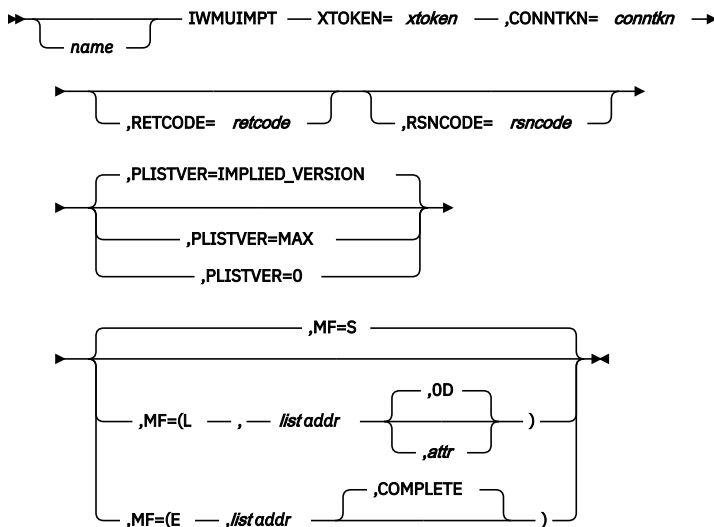 IWMUIMPT XTOKEN= xtoken ,CONNTKN= conntkn
name
,RETCODE= retcode ,RSNCODE= rsncode
,PLISTVER=IMPLIED_VERSION
,PLISTVER=MAX
,PLISTVER=0
,MF=S
,0D
,MF=(L , list addr )
,attr
,COMPLETE
,MF=(E ,list addr )